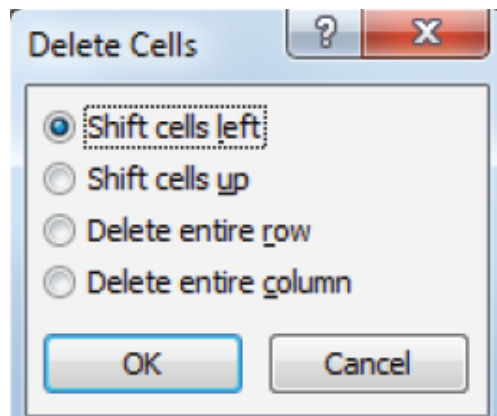 Delete Cells
?
Shift cells left
Shift cells up
Delete entire row
Delete entire column
OK
Cancel